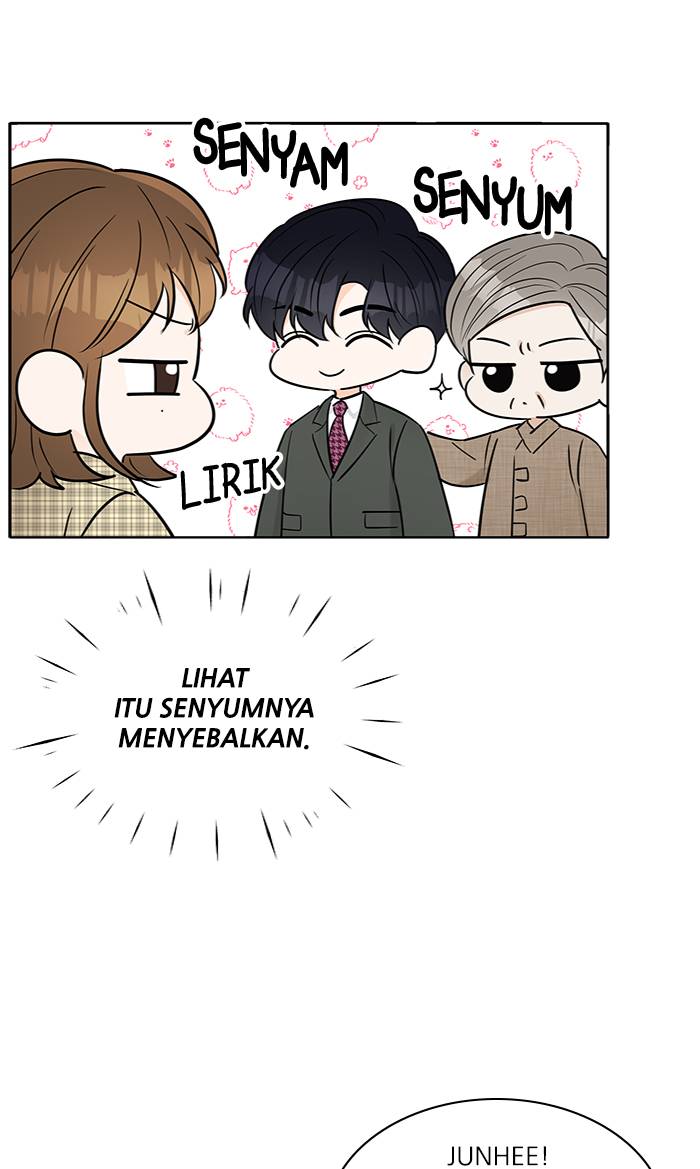 SENYAM
SENYUM
LIRIK
LIHAT
ITU SENYUMNYA
MENYEBALKAN.
JUNHEE!